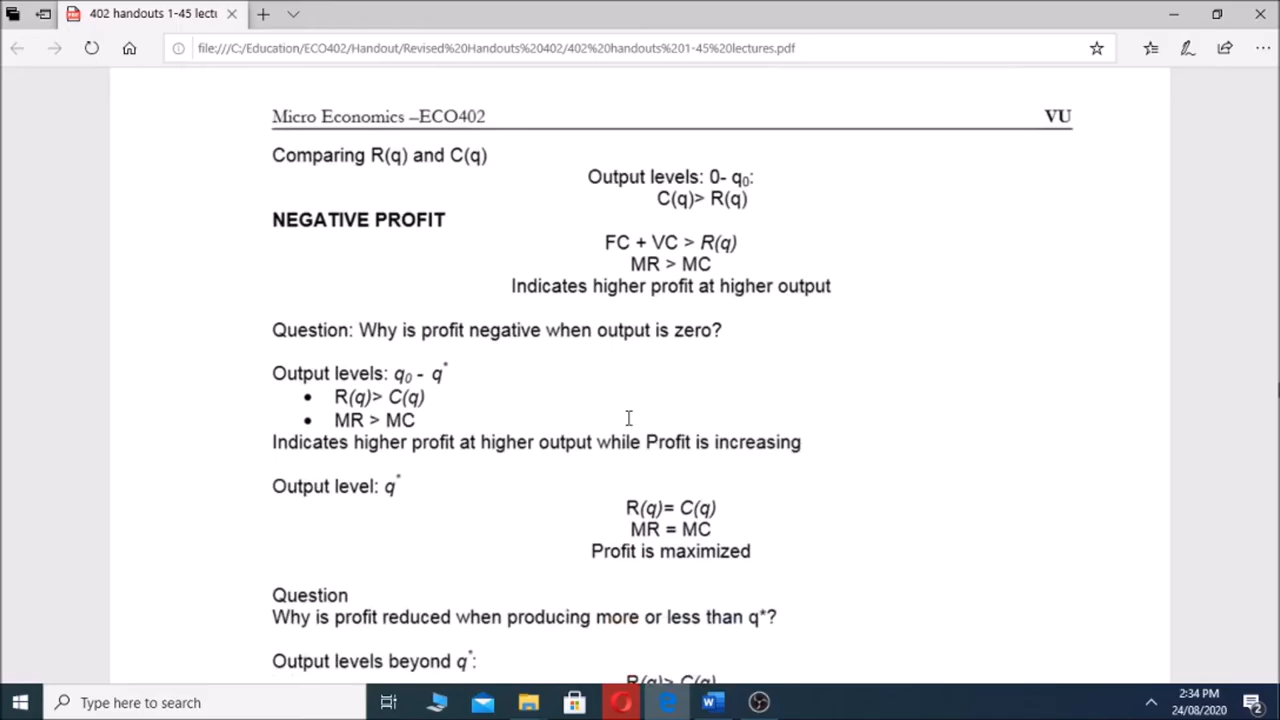 402 handouts 1-45 lectu
file:///C:/Education/ECO402/Handout/Revised%20Handouts%20402/402%20handouts%201-45%20lectures.pdf
Micro Economics –ECO402 VU
Comparing R(q) and C(q)
Output levels: 0- q₀:
C(q)> R(q)
NEGATIVE PROFIT
FC + VC > R(q)
MR > MC
Indicates higher profit at higher output
Question: Why is profit negative when output is zero?
Output levels: q₀ - q*
• R(q)> C(q)
• MR > MC
Indicates higher profit at higher output while Profit is increasing
Output level: q*
R(q)= C(q)
MR = MC
Profit is maximized
Question
Why is profit reduced when producing more or less than q*?
Output levels beyond q*:
R(q)> C(q)
Type here to search
2:34 PM
24/08/2020
2